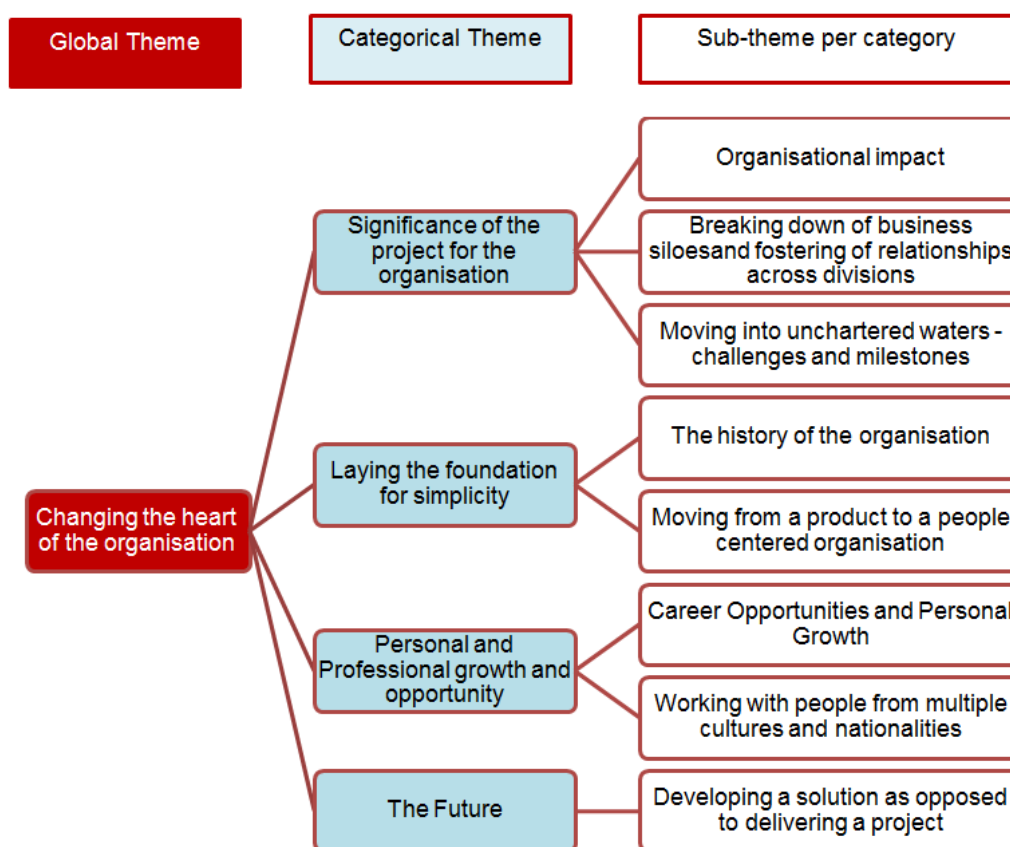 Global Theme
Categorical Theme
Sub-theme per category
Organisational impact
Significance of the
project for the
organisation
Breaking down of business
siloesand fostering of relationships
across divisions
Moving into unchartered waters -
challenges and milestones
Laying the foundation
for simplicity
The history of the organisation
Changing the heart
of the organisation
Moving from a product to a people
centered organisation
Personal and
Professional growth and
opportunity
Career Opportunities and Personal
Growth
Working with people from multiple
cultures and nationalities
The Future
Developing a solution as opposed
to delivering a project